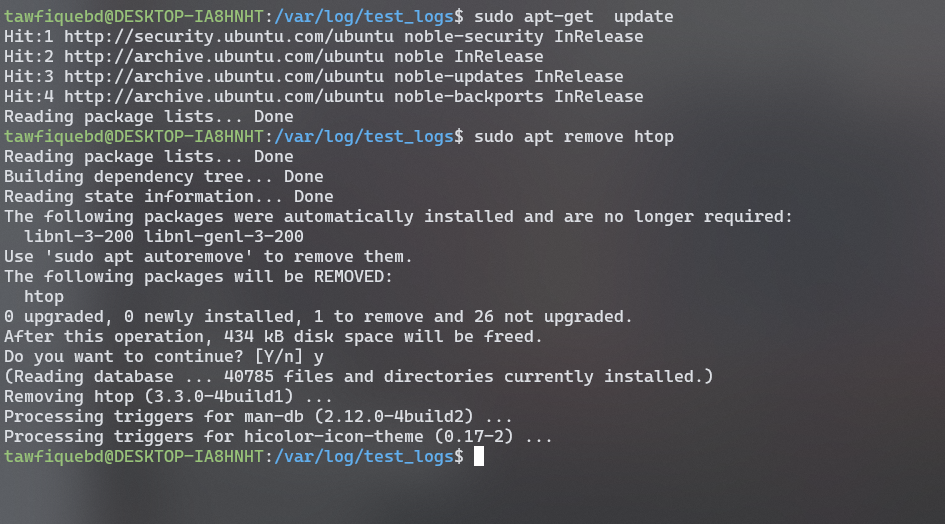 tawfiquebd@DESKTOP-IA8HNHT:/var/log/test_logs$ sudo apt-get  update
Hit:1 http://security.ubuntu.com/ubuntu noble-security InRelease
Hit:2 http://archive.ubuntu.com/ubuntu noble InRelease
Hit:3 http://archive.ubuntu.com/ubuntu noble-updates InRelease
Hit:4 http://archive.ubuntu.com/ubuntu noble-backports InRelease
Reading package lists... Done
tawfiquebd@DESKTOP-IA8HNHT:/var/log/test_logs$ sudo apt remove htop
Reading package lists... Done
Building dependency tree... Done
Reading state information... Done
The following packages were automatically installed and are no longer required:
  libnl-3-200 libnl-genl-3-200
Use 'sudo apt autoremove' to remove them.
The following packages will be REMOVED:
  htop
0 upgraded, 0 newly installed, 1 to remove and 26 not upgraded.
After this operation, 434 kB disk space will be freed.
Do you want to continue? [Y/n] y
(Reading database ... 40785 files and directories currently installed.)
Removing htop (3.3.0-4build1) ...
Processing triggers for man-db (2.12.0-4build2) ...
Processing triggers for hicolor-icon-theme (0.17-2) ...
tawfiquebd@DESKTOP-IA8HNHT:/var/log/test_logs$